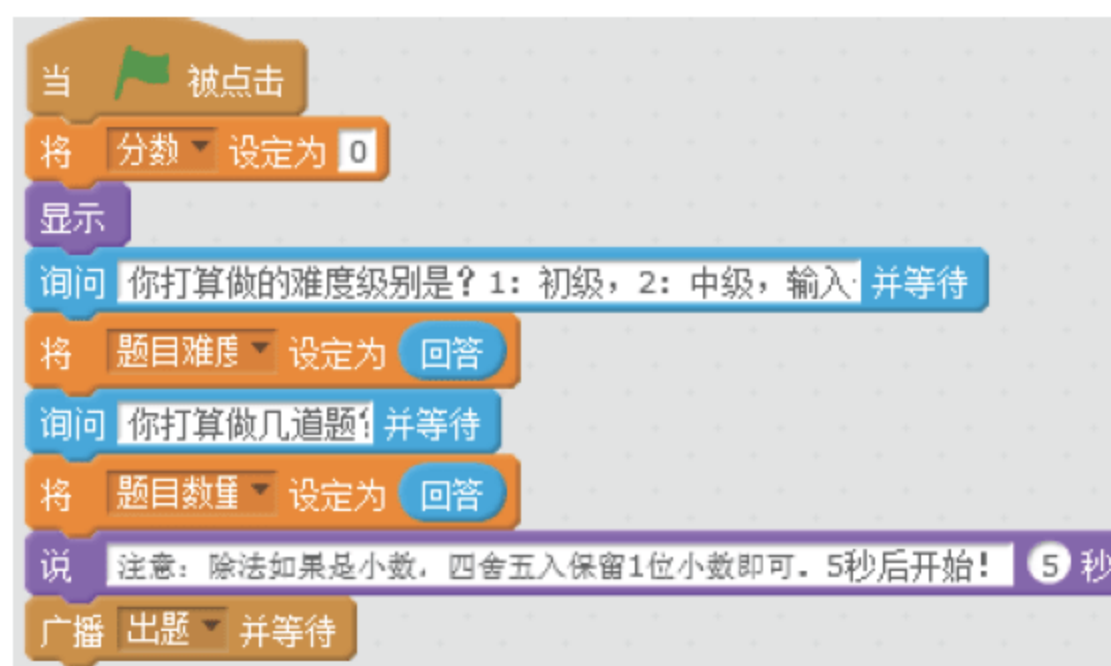 当 被点击
将 分数 设定为 0
显示
询问 你打算做的难度级别是？1：初级，2：中级，输入 并等待
将 题目难度 设定为 回答
询问 你打算做几道题 并等待
将 题目数量 设定为 回答
说 注意：除法如果是小数，四舍五入保留1位小数即可．5秒后开始！ 5 秒
广播 出题 并等待